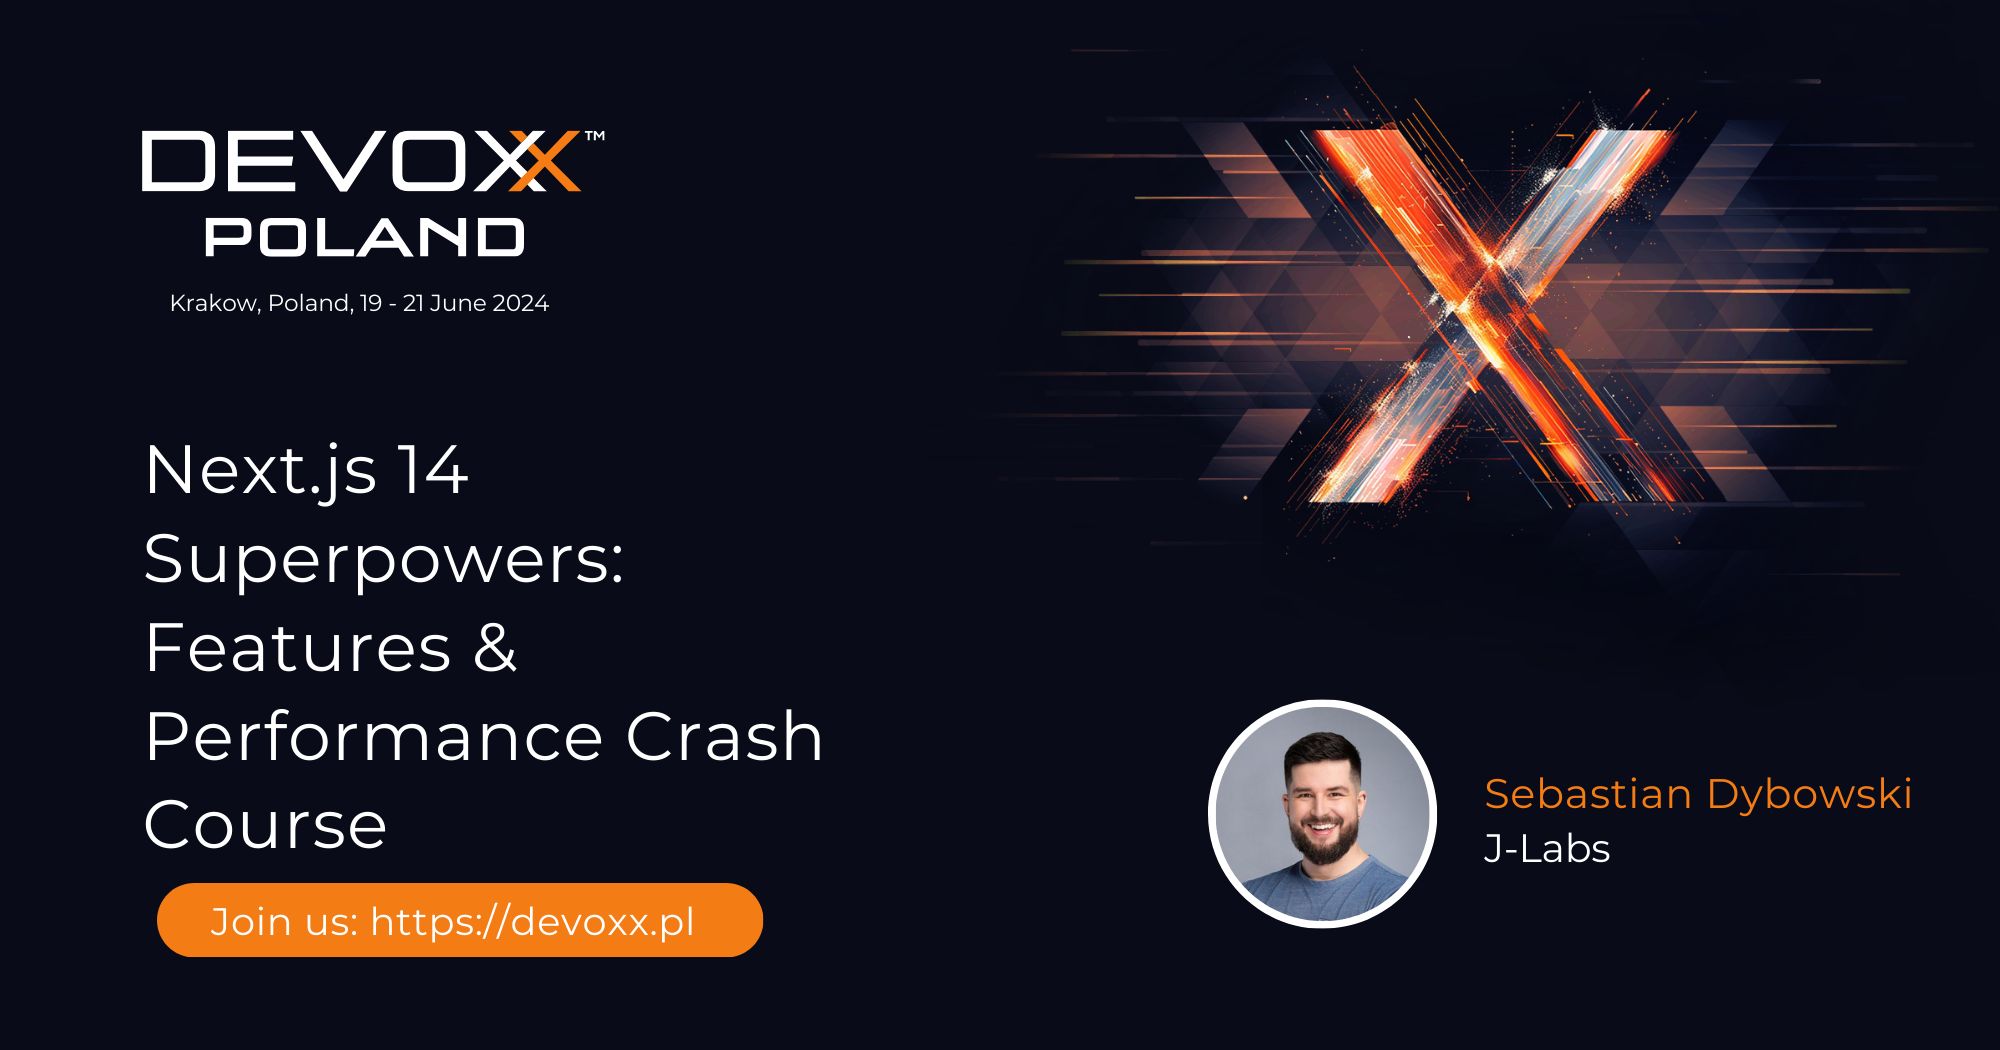 DEVOXX™
POLAND
Krakow, Poland, 19 - 21 June 2024
Next.js 14
Superpowers:
Features &
Performance Crash
Course
Join us: https://devoxx.pl
Sebastian Dybowski
J-Labs